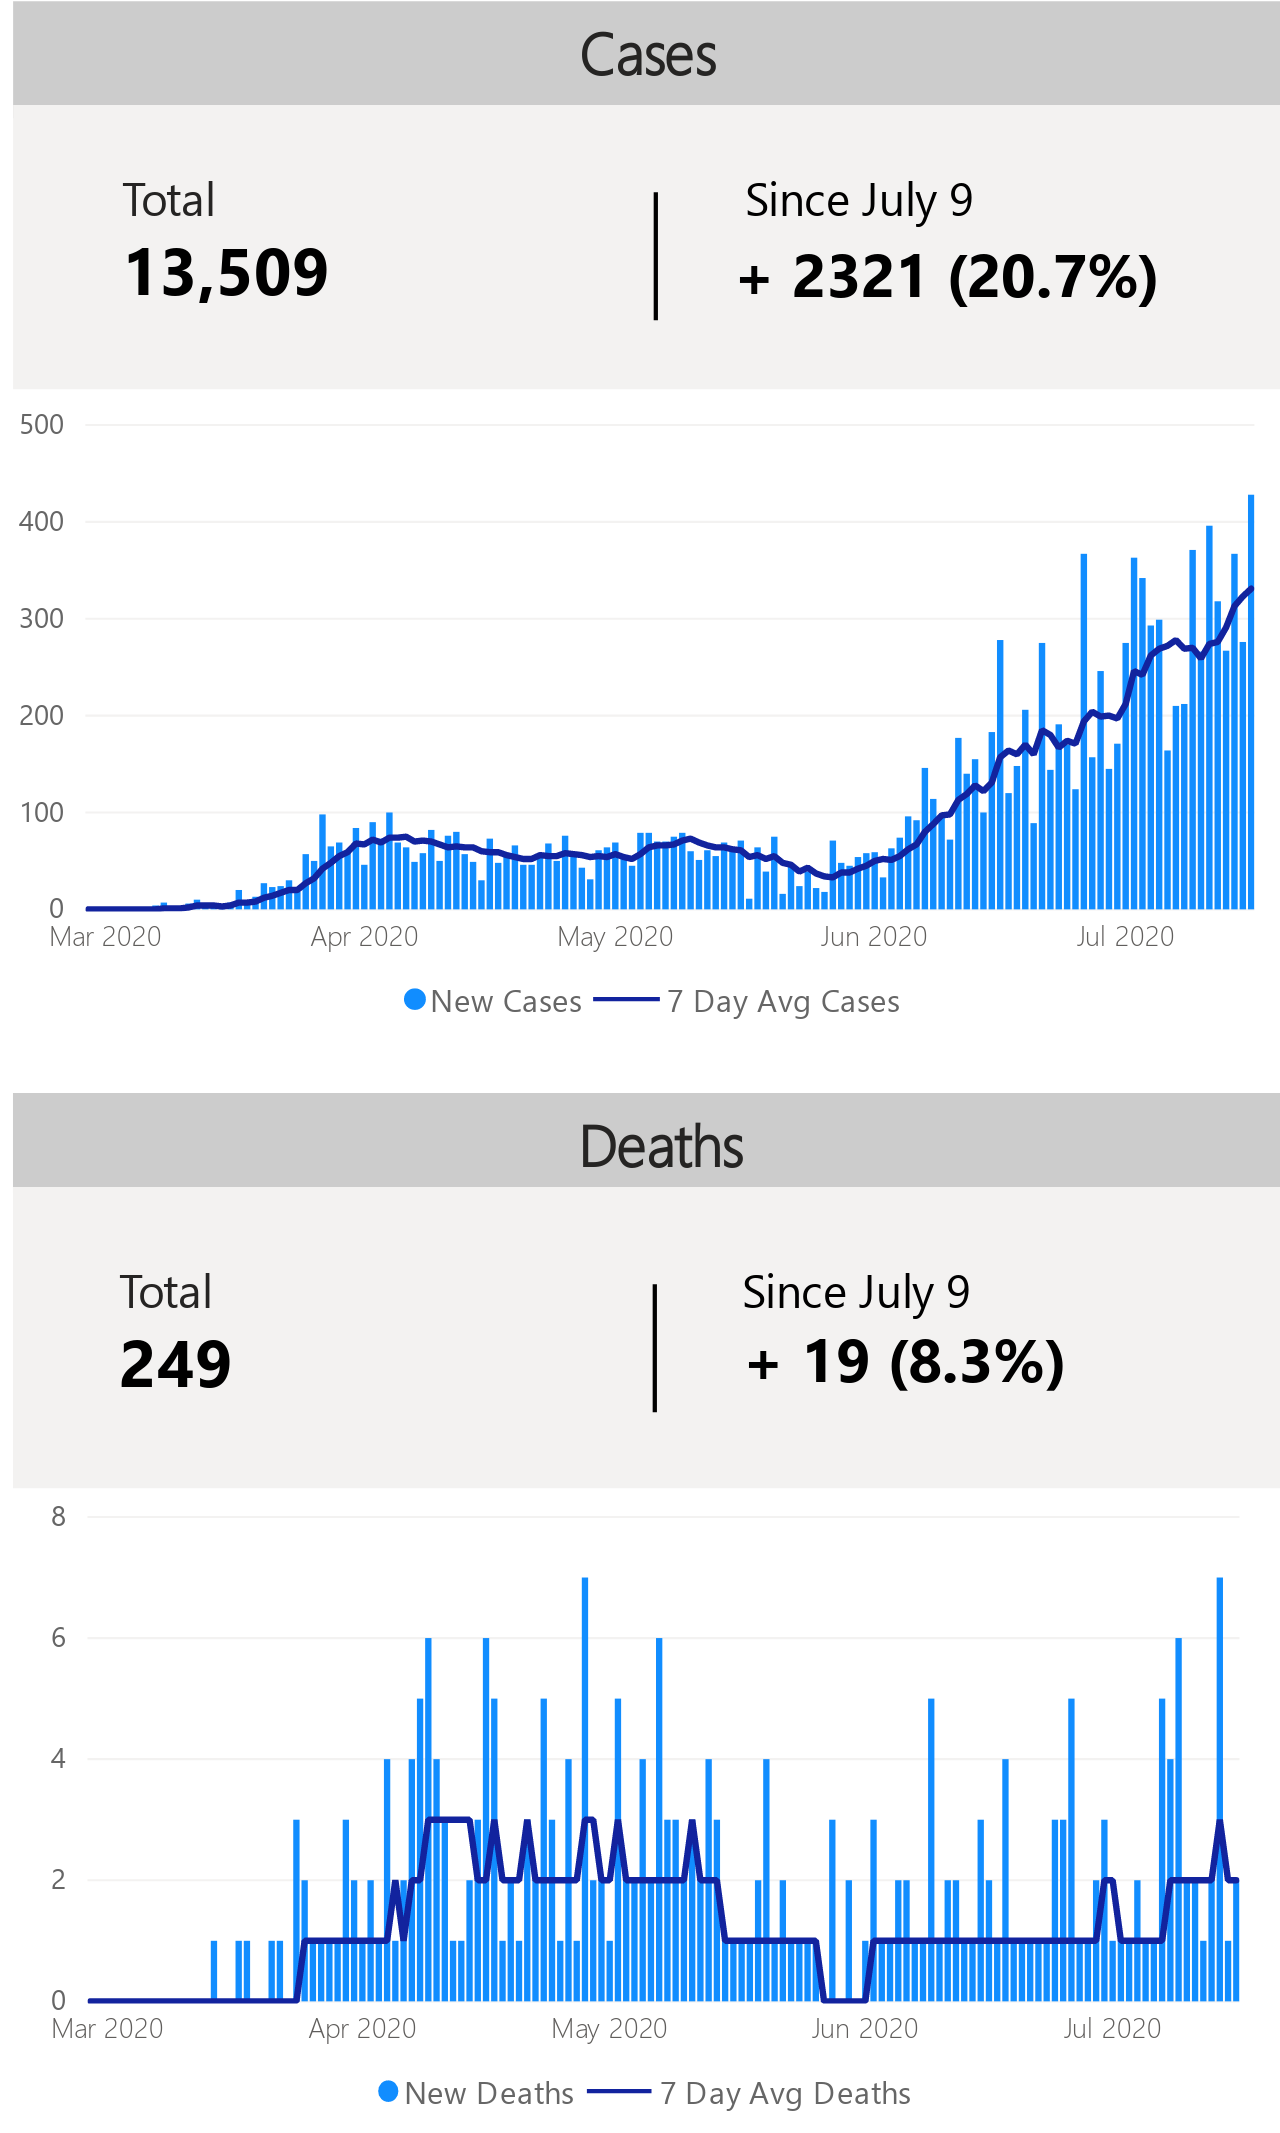 Cases
Total
13,509
Since July 9
+ 2321 (20.7%)
500
400
300
200
100
0
Mar 2020 Apr 2020 May 2020 Jun 2020 Jul 2020
New Cases 7 Day Avg Cases
Deaths
Total
249
Since July 9
+ 19 (8.3%)
8
6
4
2
0
Mar 2020 Apr 2020 May 2020 Jun 2020 Jul 2020
New Deaths 7 Day Avg Deaths